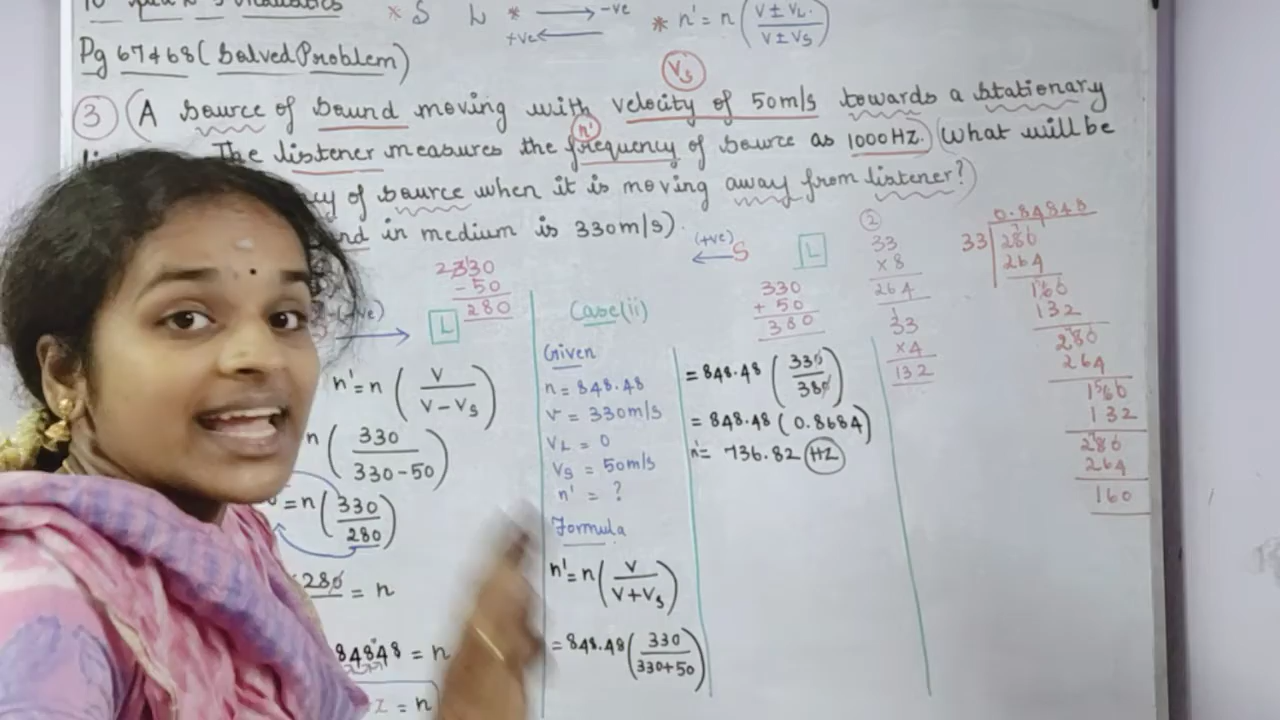 * S L * -ve
+ve
* n' = n ( V ± VL / V ± VS )
Pg 67&68 (Solved Problem)
Vs
③ (A source of sound moving with velocity of 50m/s towards a stationary
n'
The listener measures the frequency of source as 1000HZ. (What will be
of source when it is moving away from listener?)
in medium is 330m/s).
330
- 50
280
L
n' = n ( V / V - Vs )
n ( 330 / 330-50 )
= n ( 330 / 280 )
280 = n
84848 = n
= n
Case(ii)
Given
n = 848.48
v = 330m/s
VL = 0
Vs = 50m/s
n' = ?
Formula
n' = n ( V / V+Vs )
= 848.48 ( 330 / 330+50 )
(+ve) S L
330
+ 50
380
= 848.48 ( 330 / 380 )
= 848.48 ( 0.8684 )
n' = 736.82 HZ
②
33
x 8
264
1
33
x4
132
0.84848
33 280
264
160
132
280
264
160
132
280
264
160